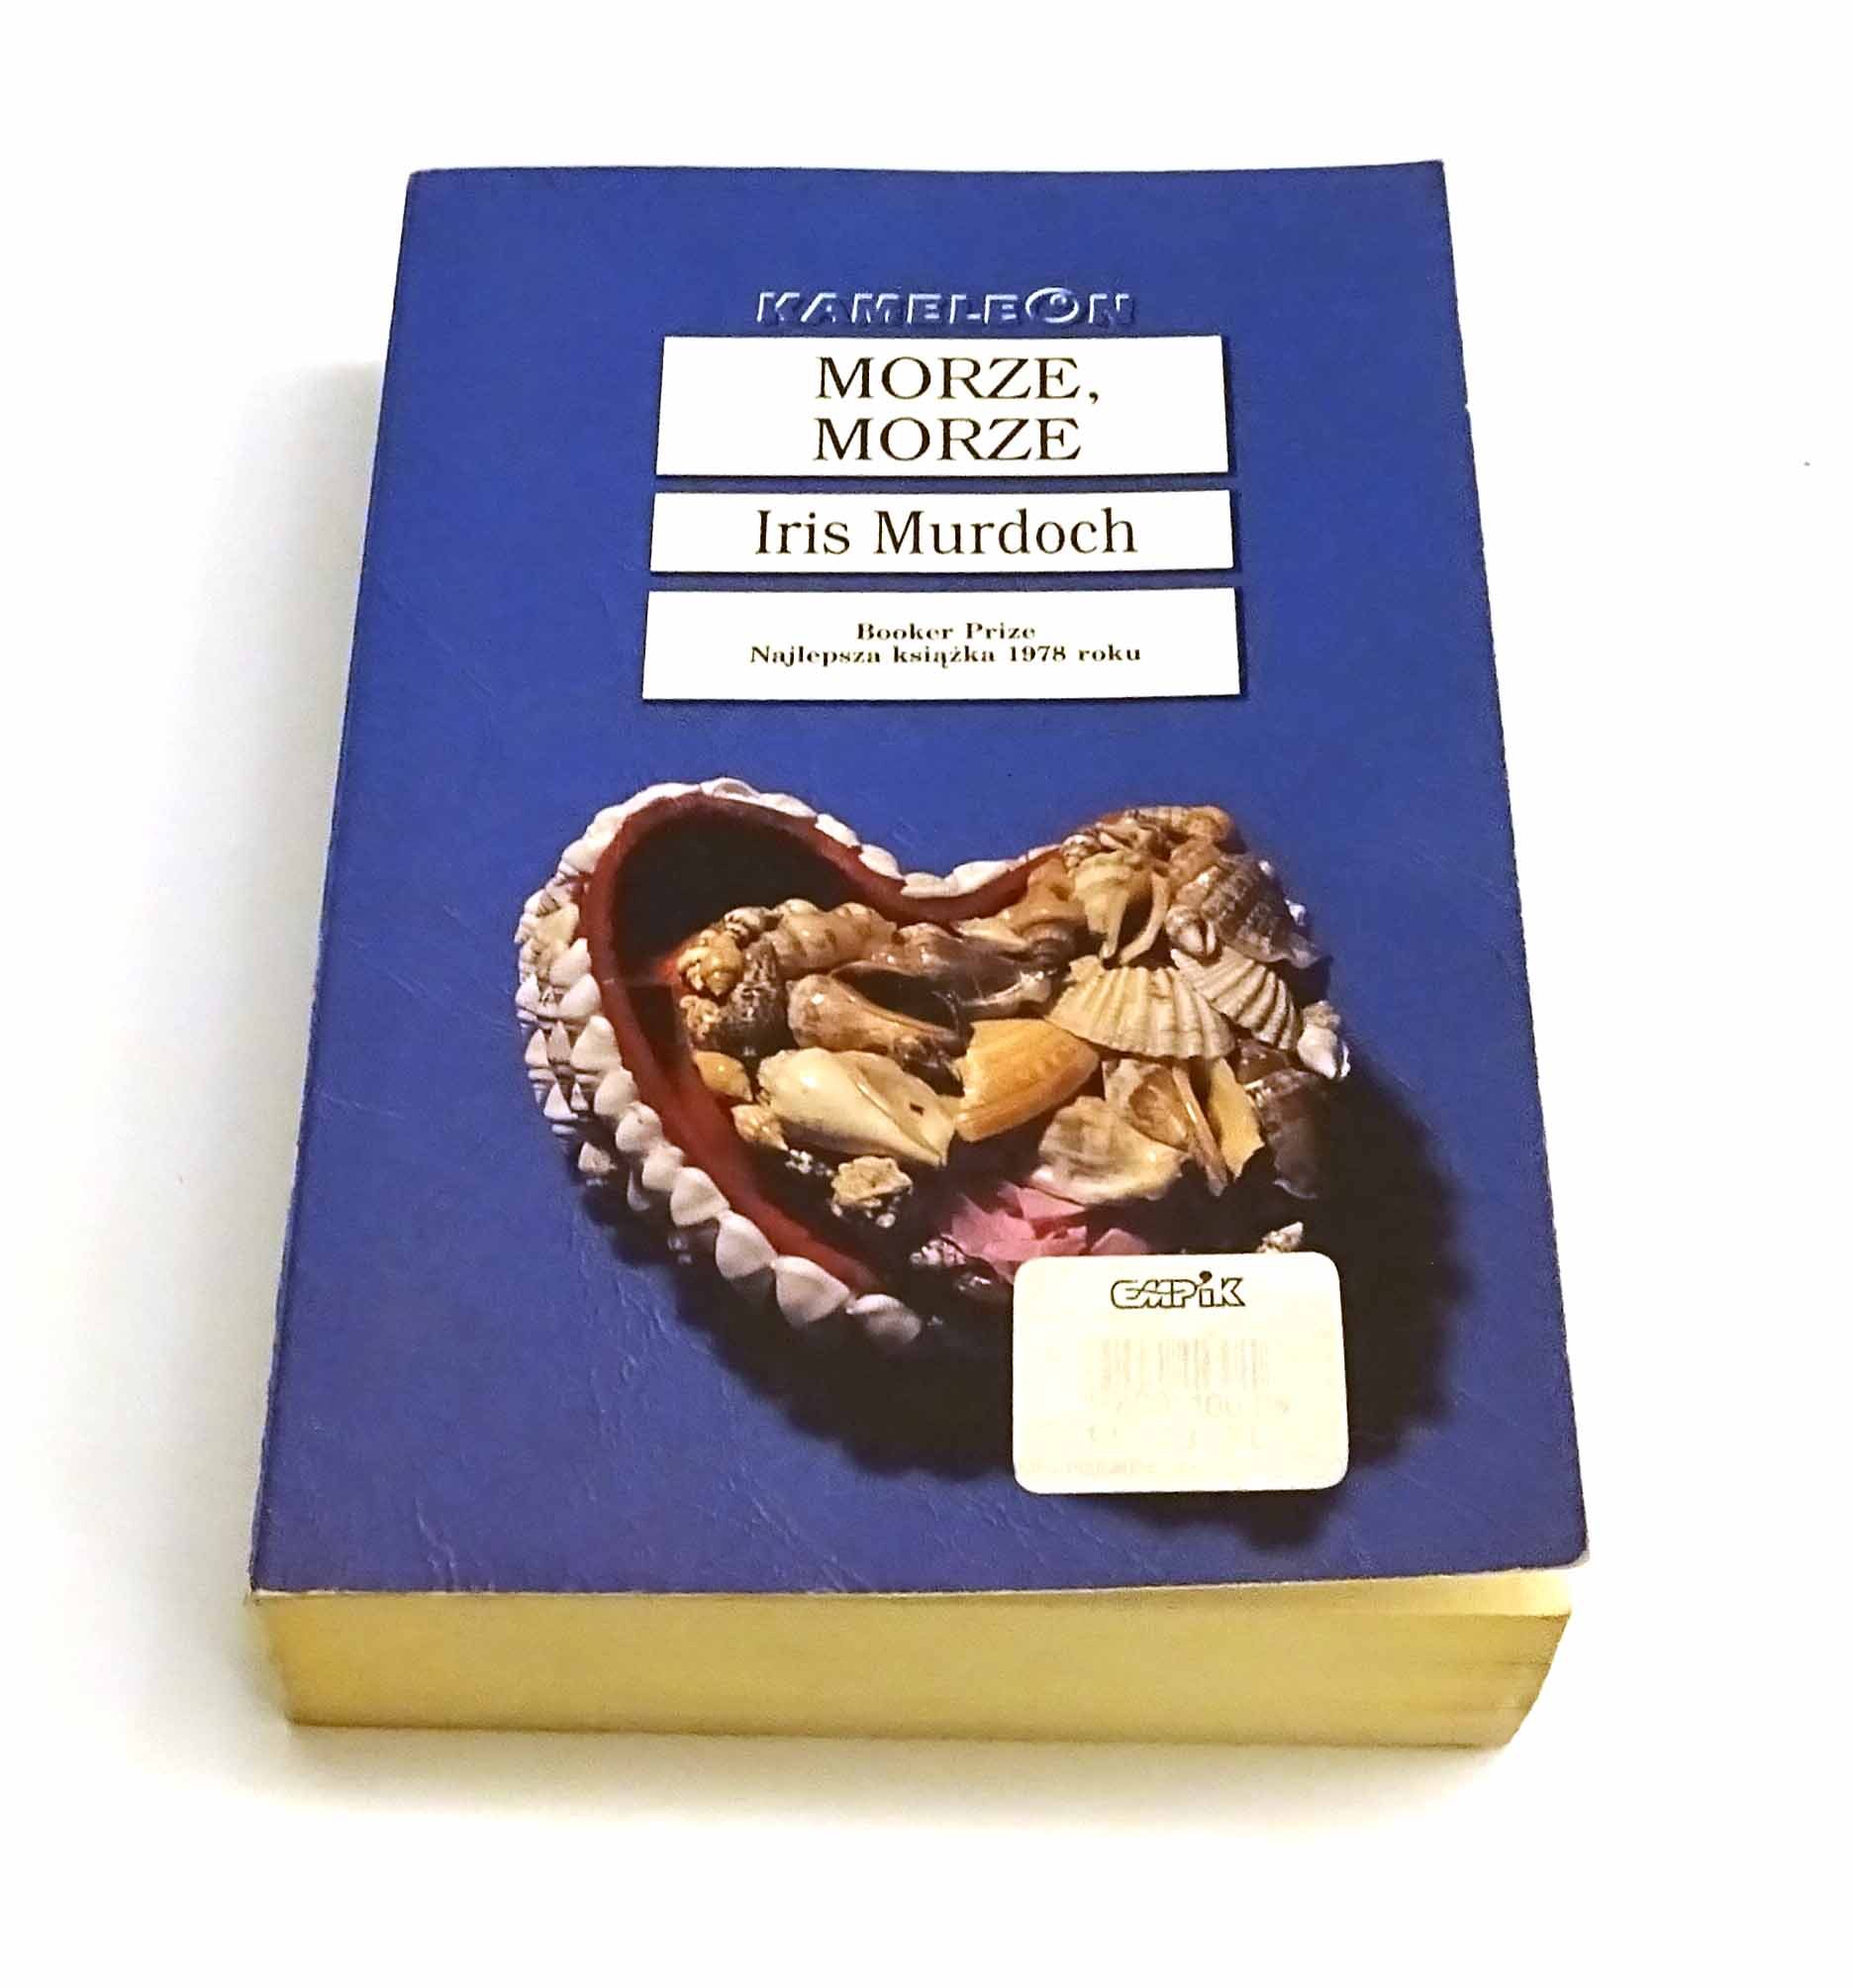 KAMELEON
MORZE,
MORZE
Iris Murdoch
Booker Prize
Najlepsza książka 1978 roku
EMPiK